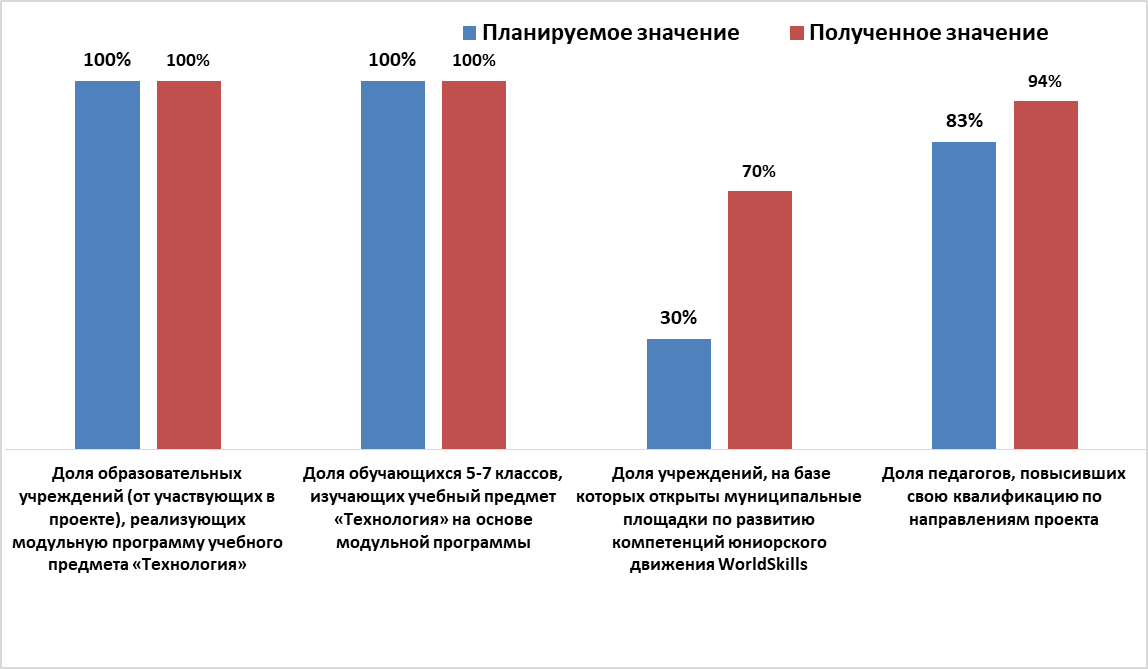 Планируемое значение
Полученное значение
100%
100%
100%
100%
30%
70%
83%
94%
Доля образовательных
учреждений (от участвующих в
проекте), реализующих
модульную программу учебного
предмета «Технология»
Доля обучающихся 5-7 классов,
изучающих учебный предмет
«Технология» на основе
модульной программы
Доля учреждений, на базе
которых открыты муниципальные
площадки по развитию
компетенций юниорского
движения WorldSkills
Доля педагогов, повысивших
свою квалификацию по
направлениям проекта